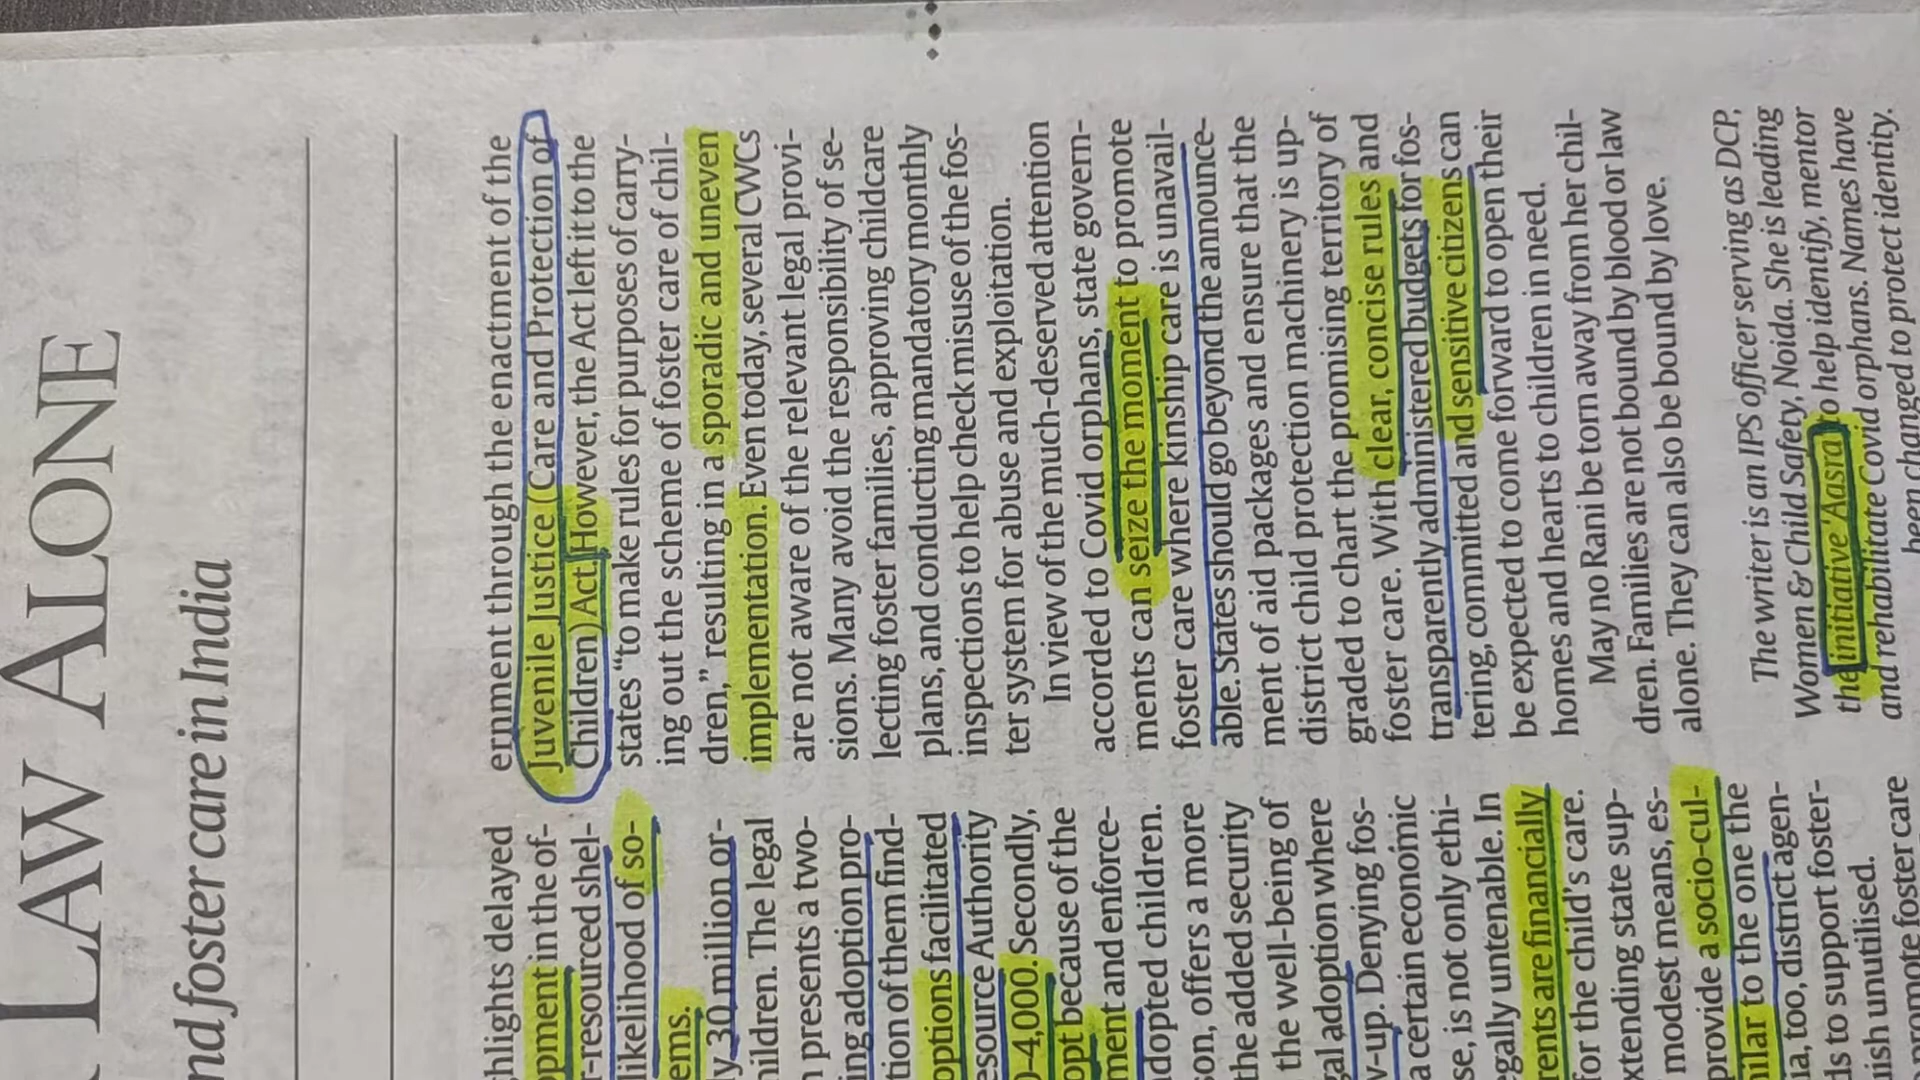 LAW ALONE
nd foster care in India
hlights delayed
opment in the of-
r-resourced shel-
likelihood of so-
ems.
ly 30 million or-
hildren. The legal
n presents a two-
ing adoption pro-
tion of them find-
options facilitated
esource Authority
0-4,000. Secondly,
opt because of the
ment and enforce-
dopted children.
son, offers a more
the added security
the well-being of
gal adoption where
v-up. Denying fos-
a certain economic
se, is not only ethi-
egally untenable. In
rents are financially
for the child's care.
xtending state sup-
modest means, es-
provide a socio-cul-
nilar to the one the
ia, too, district agen-
ds to support foster-
uish unutilised.
promote foster care
ernment through the enactment of the
Juvenile Justice (Care and Protection of
Children) Act. However, the Act left it to the
states “to make rules for purposes of carry-
ing out the scheme of foster care of chil-
dren,” resulting in a sporadic and uneven
implementation. Even today, several CWCs
are not aware of the relevant legal provi-
sions. Many avoid the responsibility of se-
lecting foster families, approving childcare
plans, and conducting mandatory monthly
inspections to help check misuse of the fos-
ter system for abuse and exploitation.
In view of the much-deserved attention
accorded to Covid orphans, state govern-
ments can seize the moment to promote
foster care where kinship care is unavail-
able. States should go beyond the announce-
ment of aid packages and ensure that the
district child protection machinery is up-
graded to chart the promising territory of
foster care. With clear, concise rules and
transparently administered budgets for fos-
tering, committed and sensitive citizens can
be expected to come forward to open their
homes and hearts to children in need.
May no Rani be torn away from her chil-
dren. Families are not bound by blood or law
alone. They can also be bound by love.
The writer is an IPS officer serving as DCP,
Women & Child Safety, Noida. She is leading
the initiative 'Aasra' to help identify, mentor
and rehabilitate Covid orphans. Names have
been changed to protect identity.